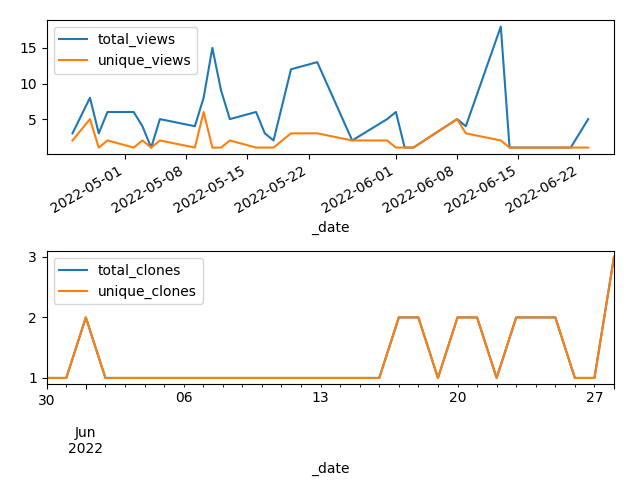 total_views
unique_views
15
10
5
2022-05-01
2022-05-08
2022-05-15
2022-05-22
2022-06-01
2022-06-08
2022-06-15
2022-06-22
_date
total_clones
unique_clones
3
2
1
30
06
13
20
27
Jun
2022
_date